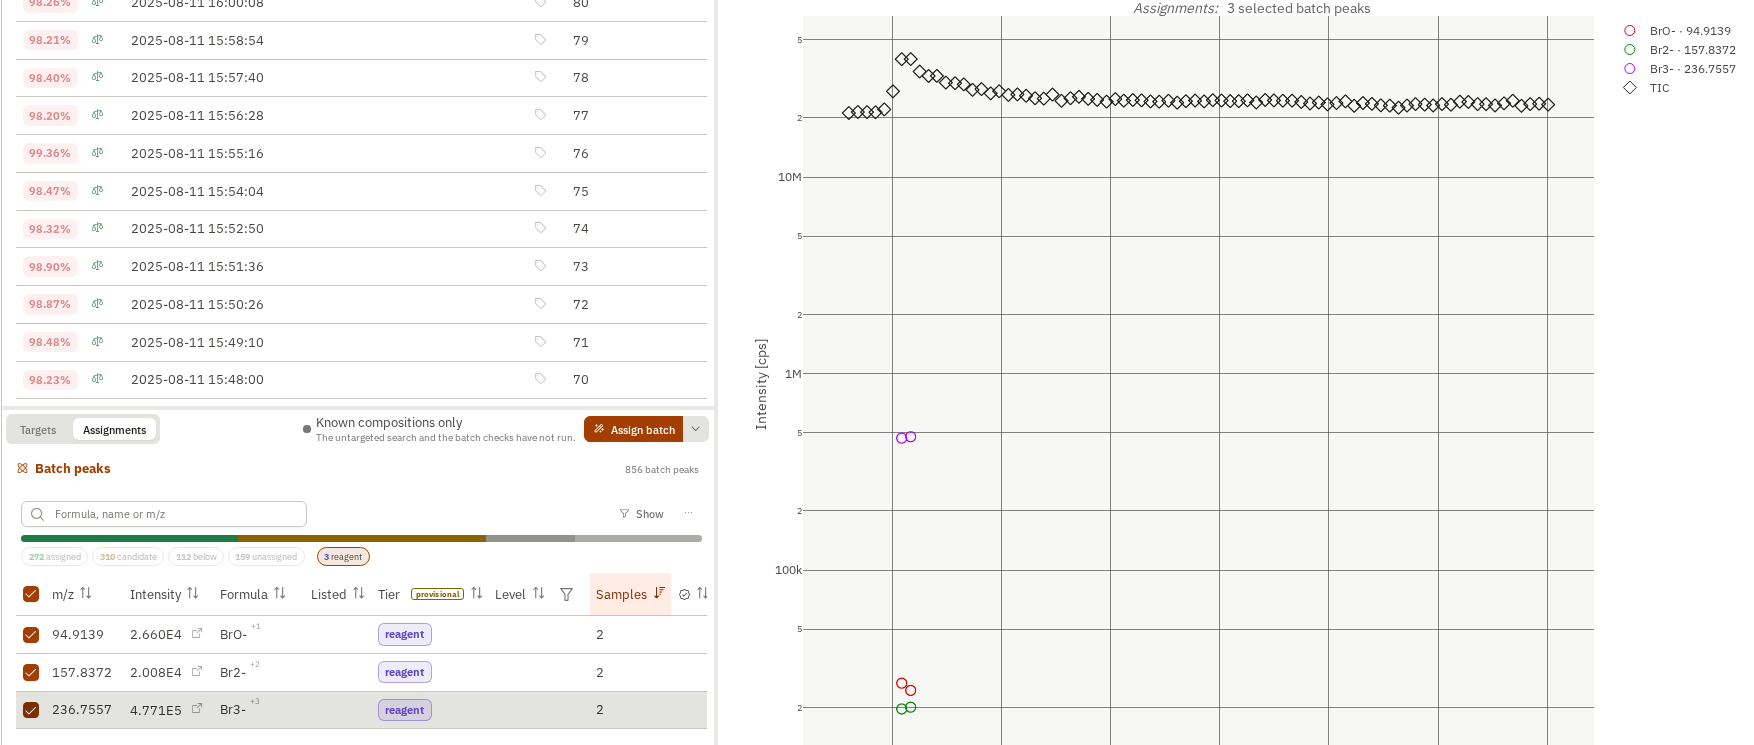 98.26% 2025-08-11 16:00:08 80
98.21% 2025-08-11 15:58:54 79
98.40% 2025-08-11 15:57:40 78
98.20% 2025-08-11 15:56:28 77
99.36% 2025-08-11 15:55:16 76
98.47% 2025-08-11 15:54:04 75
98.32% 2025-08-11 15:52:50 74
98.90% 2025-08-11 15:51:36 73
98.87% 2025-08-11 15:50:26 72
98.48% 2025-08-11 15:49:10 71
98.23% 2025-08-11 15:48:00 70
Targets Assignments Known compositions only Assign batch
The untargeted search and the batch checks have not run.
Batch peaks 856 batch peaks
Formula, name or m/z Show ...
272 assigned 310 candidate 112 below 159 unassigned 3 reagent
m/z Intensity Formula Listed Tier provisional Level Samples
94.9139 2.660E4 BrO- +1 reagent 2
157.8372 2.008E4 Br2- +2 reagent 2
236.7557 4.771E5 Br3- +3 reagent 2
Assignments: 3 selected batch peaks
5
2
10M
5
2
1M
5
2
100k
5
2
Intensity [cps]
BrO- · 94.9139
Br2- · 157.8372
Br3- · 236.7557
TIC